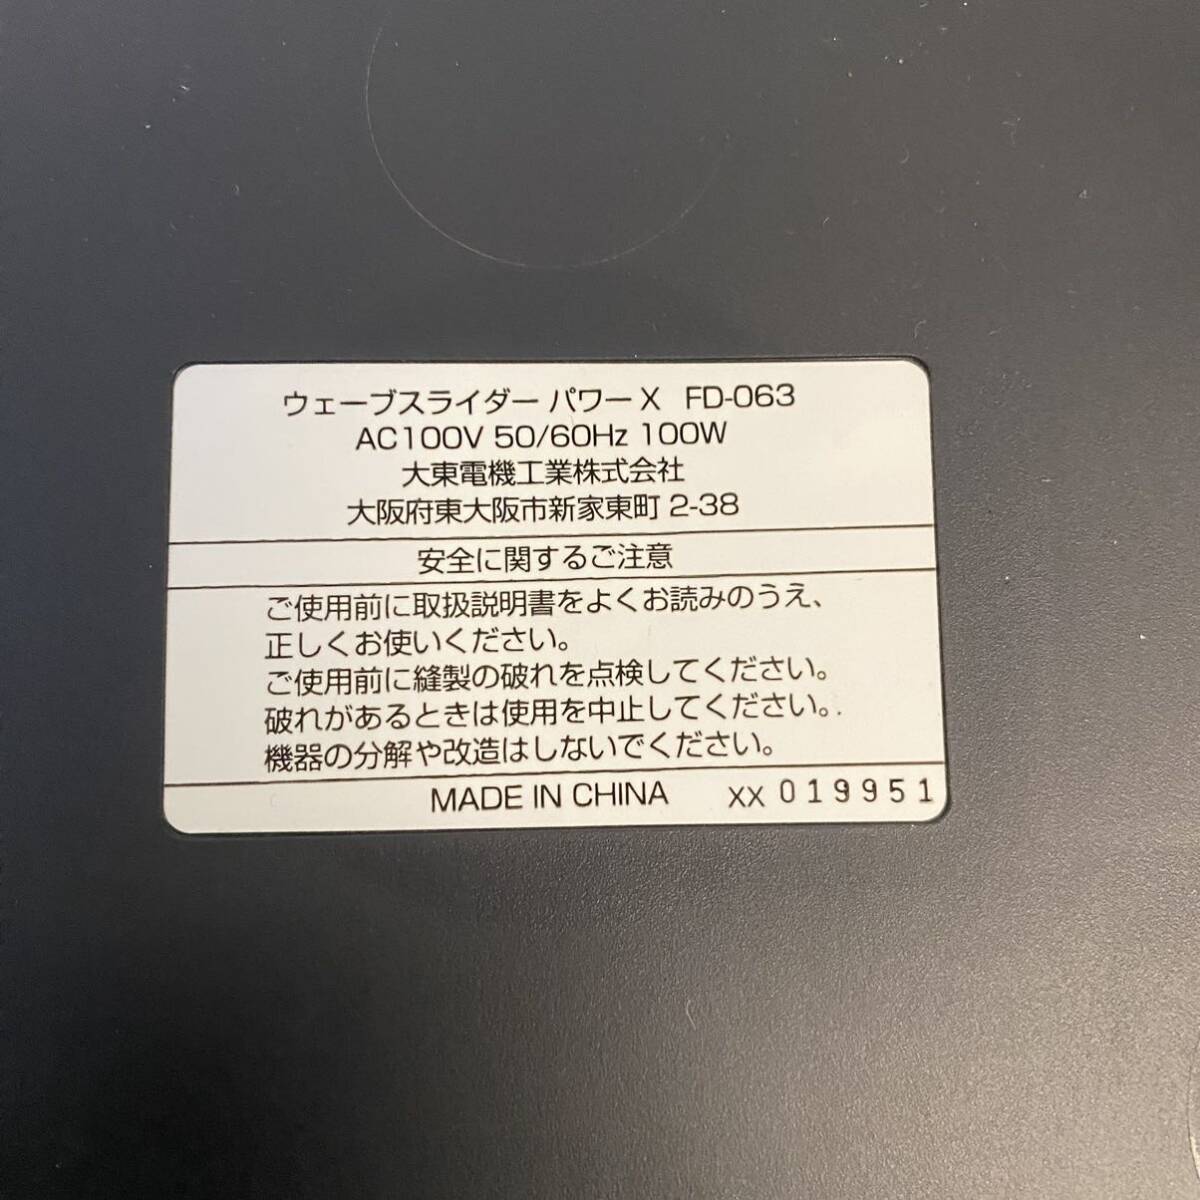 ウェーブスライダー パワーX FD-063
AC100V 50/60Hz 100W
大東電機工業株式会社
大阪府東大阪市新家東町 2-38
安全に関するご注意
ご使用前に取扱説明書をよくお読みのうえ、
正しくお使いください。
ご使用前に縫製の破れを点検してください。
破れがあるときは使用を中止してください。
機器の分解や改造はしないでください。
MADE IN CHINA XX 019951